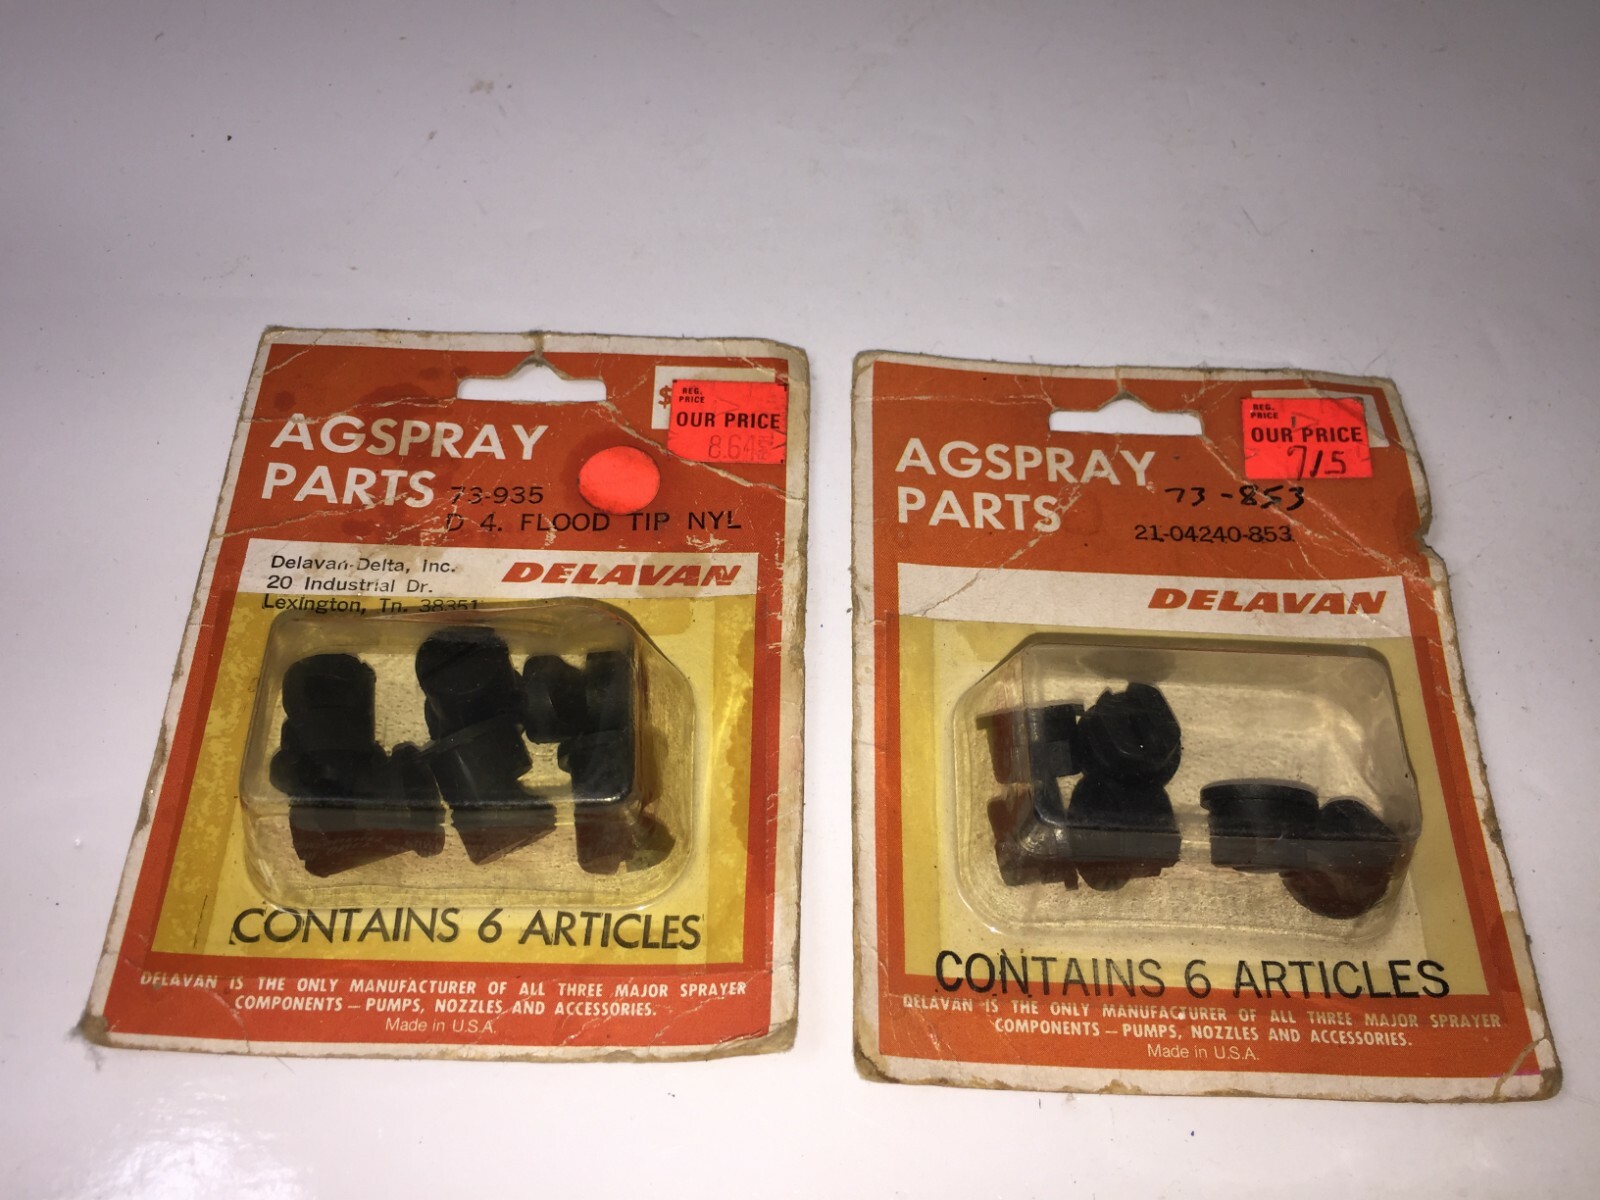 REG.
PRICE
$
OUR PRICE
8.64
AGSPRAY
PARTS
73-935
D 4. FLOOD TIP NYL
Delavan-Delta, Inc.
20 Industrial Dr.
Lexington, Tn. 38351
DELAVAN
CONTAINS 6 ARTICLES
DELAVAN IS THE ONLY MANUFACTURER OF ALL THREE MAJOR SPRAYER
COMPONENTS — PUMPS, NOZZLES AND ACCESSORIES.
Made in U.S.A.
REG.
PRICE
OUR PRICE
715
AGSPRAY
PARTS
73-853
21-04240-853
DELAVAN
CONTAINS 6 ARTICLES
DELAVAN IS THE ONLY MANUFACTURER OF ALL THREE MAJOR SPRAYER
COMPONENTS — PUMPS, NOZZLES AND ACCESSORIES.
Made in U.S.A.